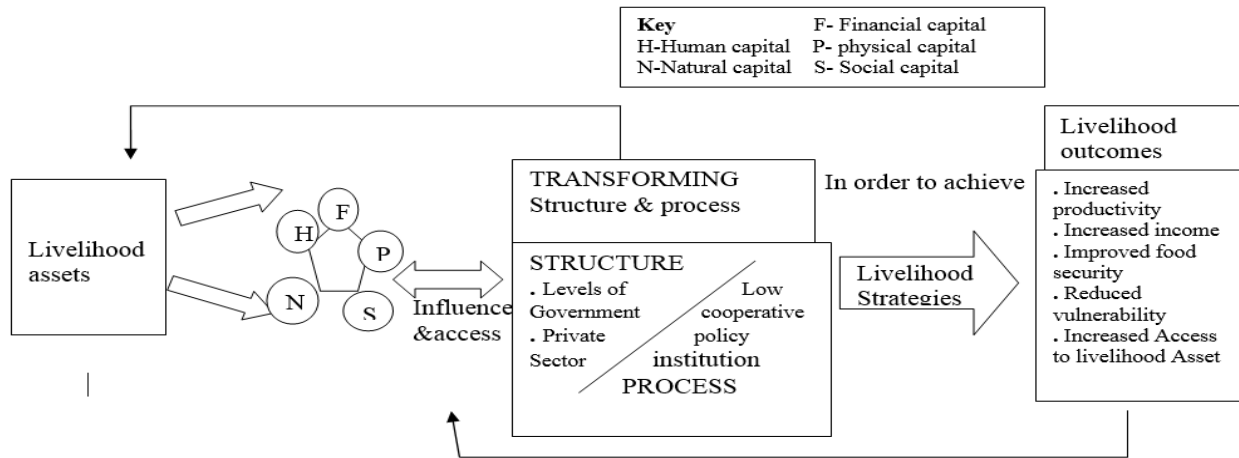 Key
F- Financial capital
H-Human capital
P- physical capital
N-Natural capital
S- Social capital
Livelihood
assets
H
F
P
N
S
Influence
&access
TRANSFORMING
Structure & process
STRUCTURE
. Levels of
Government
. Private
Sector
Low
cooperative
policy
institution
PROCESS
In order to achieve
Livelihood
Strategies
Livelihood
outcomes
. Increased
productivity
. Increased income
. Improved food
security
. Reduced
vulnerability
. Increased Access
to livelihood Asset